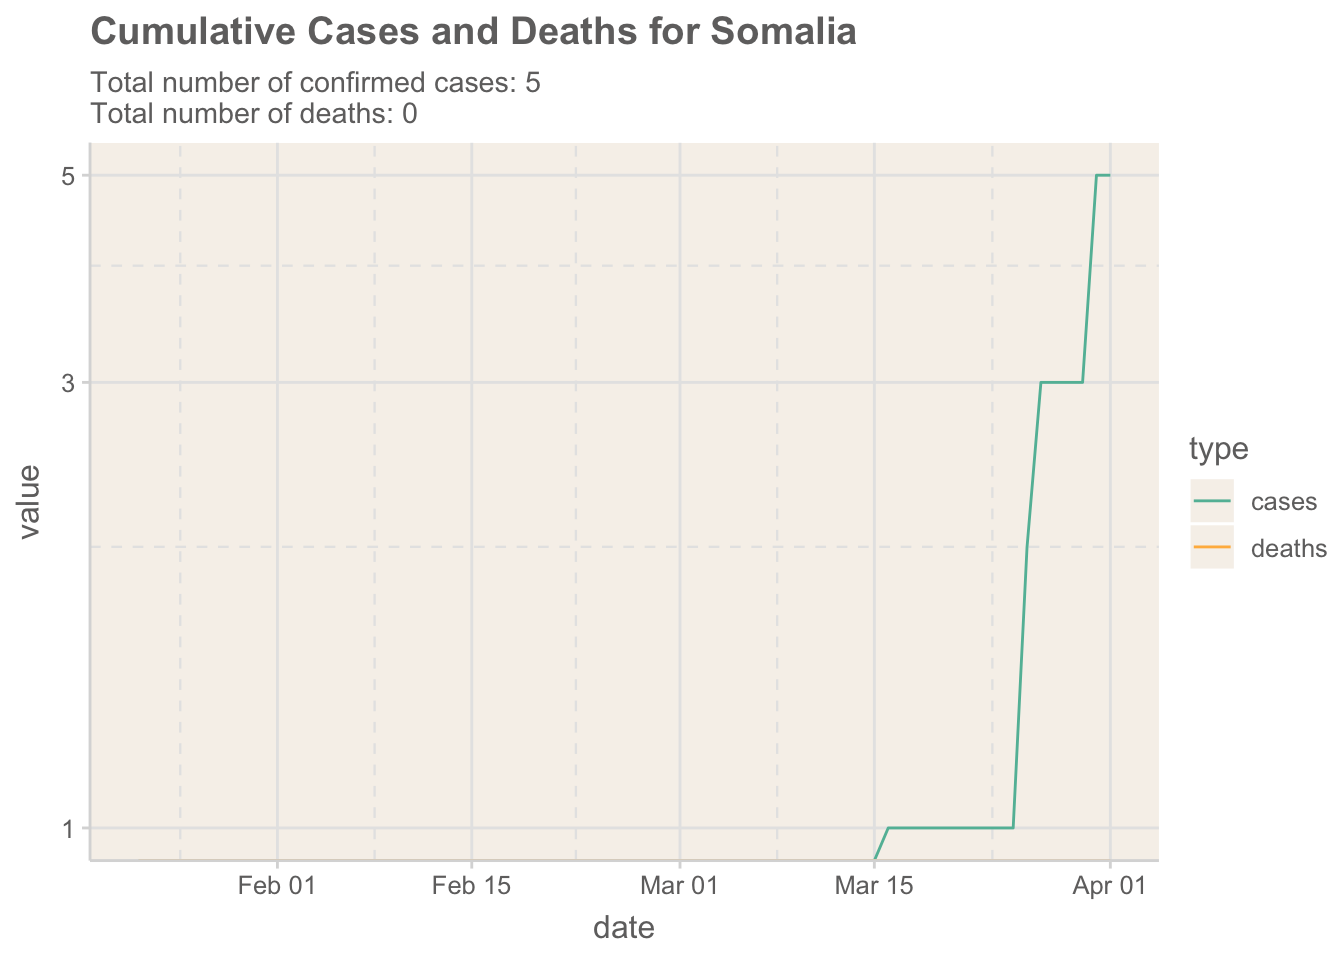 Cumulative Cases and Deaths for Somalia
Total number of confirmed cases: 5
Total number of deaths: 0
5
3
1
value
Feb 01
Feb 15
Mar 01
Mar 15
Apr 01
date
type
cases
deaths